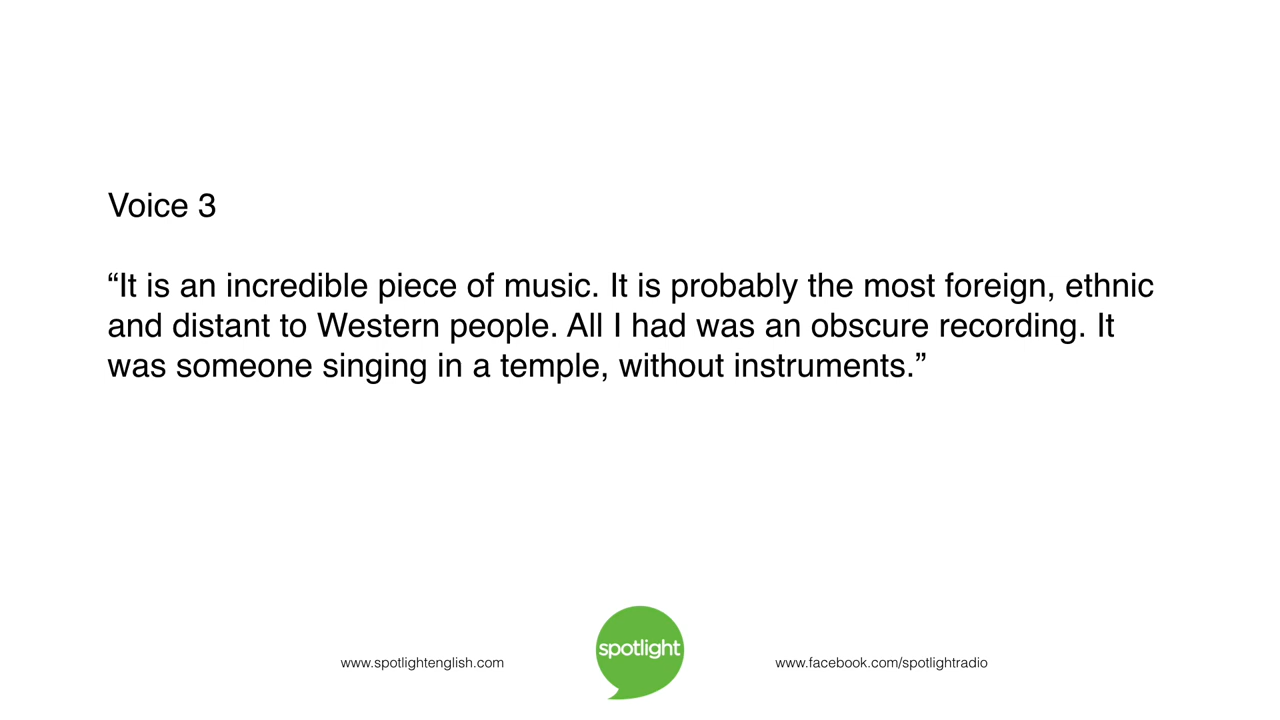 Voice 3
“It is an incredible piece of music. It is probably the most foreign, ethnic
and distant to Western people. All I had was an obscure recording. It
was someone singing in a temple, without instruments.”
spotlight
www.spotlightenglish.com
www.facebook.com/spotlightradio